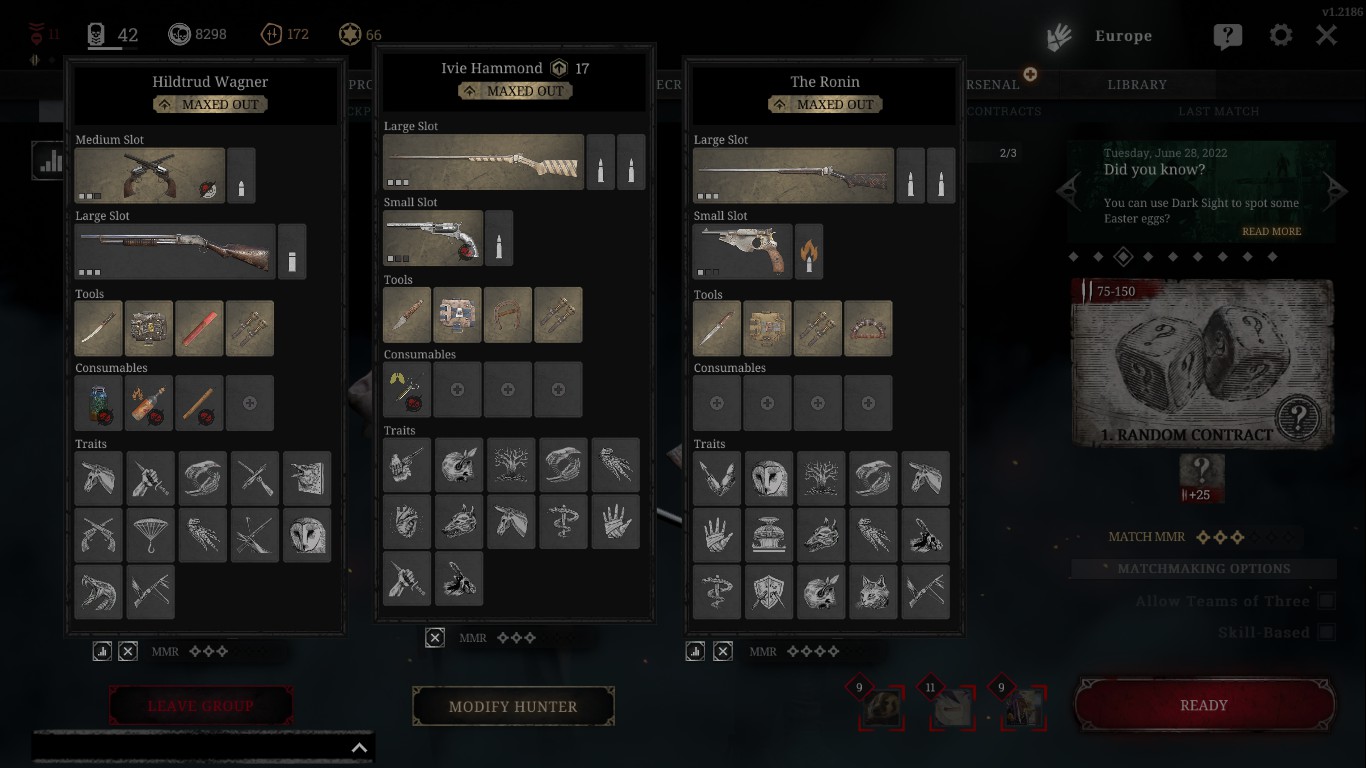 v1.2186
11
42
8298
172
66
Europe
PRO
ECR
RSENAL
LIBRARY
CKP
CONTRACTS
LAST MATCH
Hildtrud Wagner
MAXED OUT
Medium Slot
Large Slot
Tools
Consumables
Traits
MMR
Ivie Hammond 17
MAXED OUT
Large Slot
Small Slot
Tools
Consumables
Traits
MMR
The Ronin
MAXED OUT
Large Slot
Small Slot
Tools
Consumables
Traits
MMR
2/3
Tuesday, June 28, 2022
Did you know?
You can use Dark Sight to spot some
Easter eggs?
READ MORE
75-150
1. RANDOM CONTRACT
+25
MATCH MMR
MATCHMAKING OPTIONS
Allow Teams of Three
Skill-Based
LEAVE GROUP
MODIFY HUNTER
9
11
9
READY